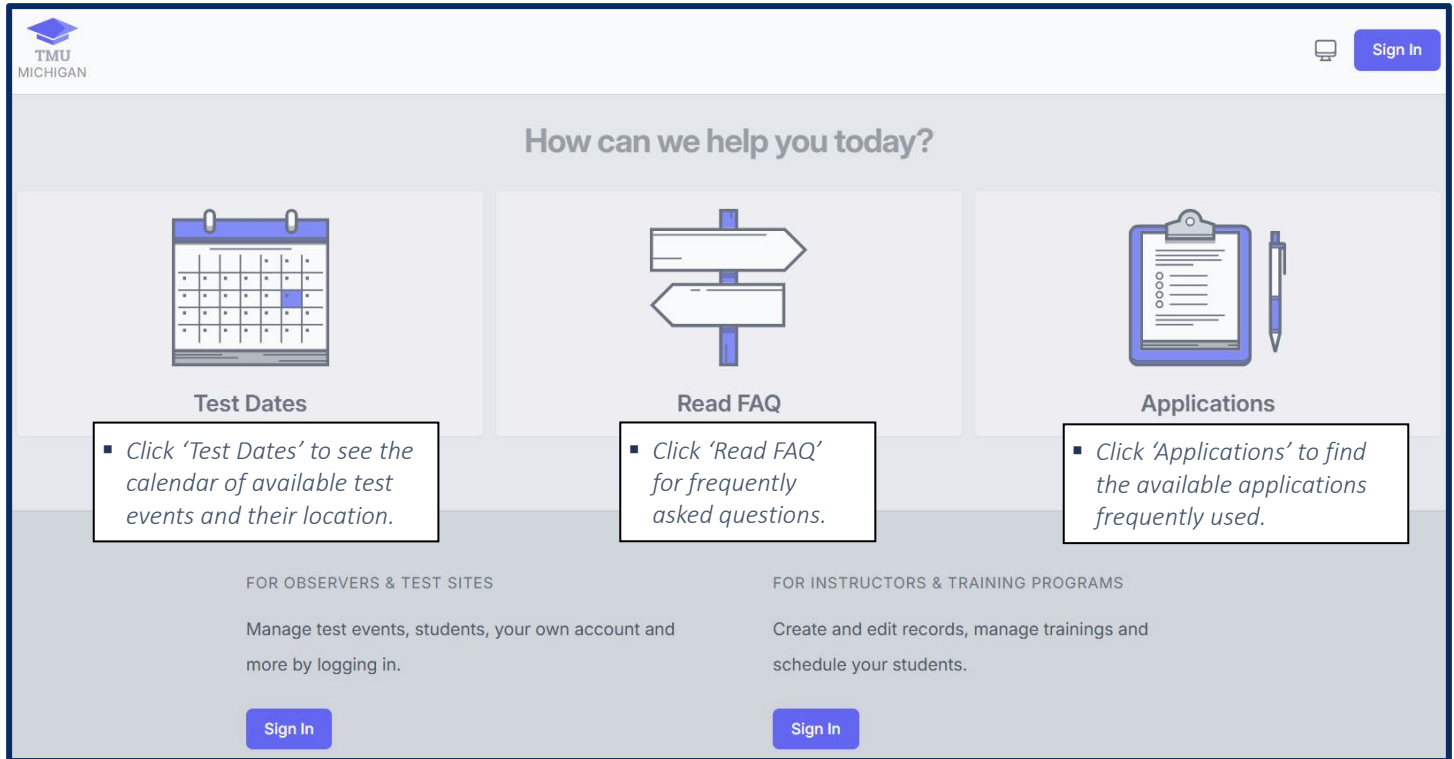 TMU
MICHIGAN
Sign In
How can we help you today?
Test Dates
Read FAQ
Applications
▪ Click ‘Test Dates’ to see the
calendar of available test
events and their location.
▪ Click ‘Read FAQ’
for frequently
asked questions.
▪ Click ‘Applications’ to find
the available applications
frequently used.
FOR OBSERVERS & TEST SITES
Manage test events, students, your own account and
more by logging in.
Sign In
FOR INSTRUCTORS & TRAINING PROGRAMS
Create and edit records, manage trainings and
schedule your students.
Sign In